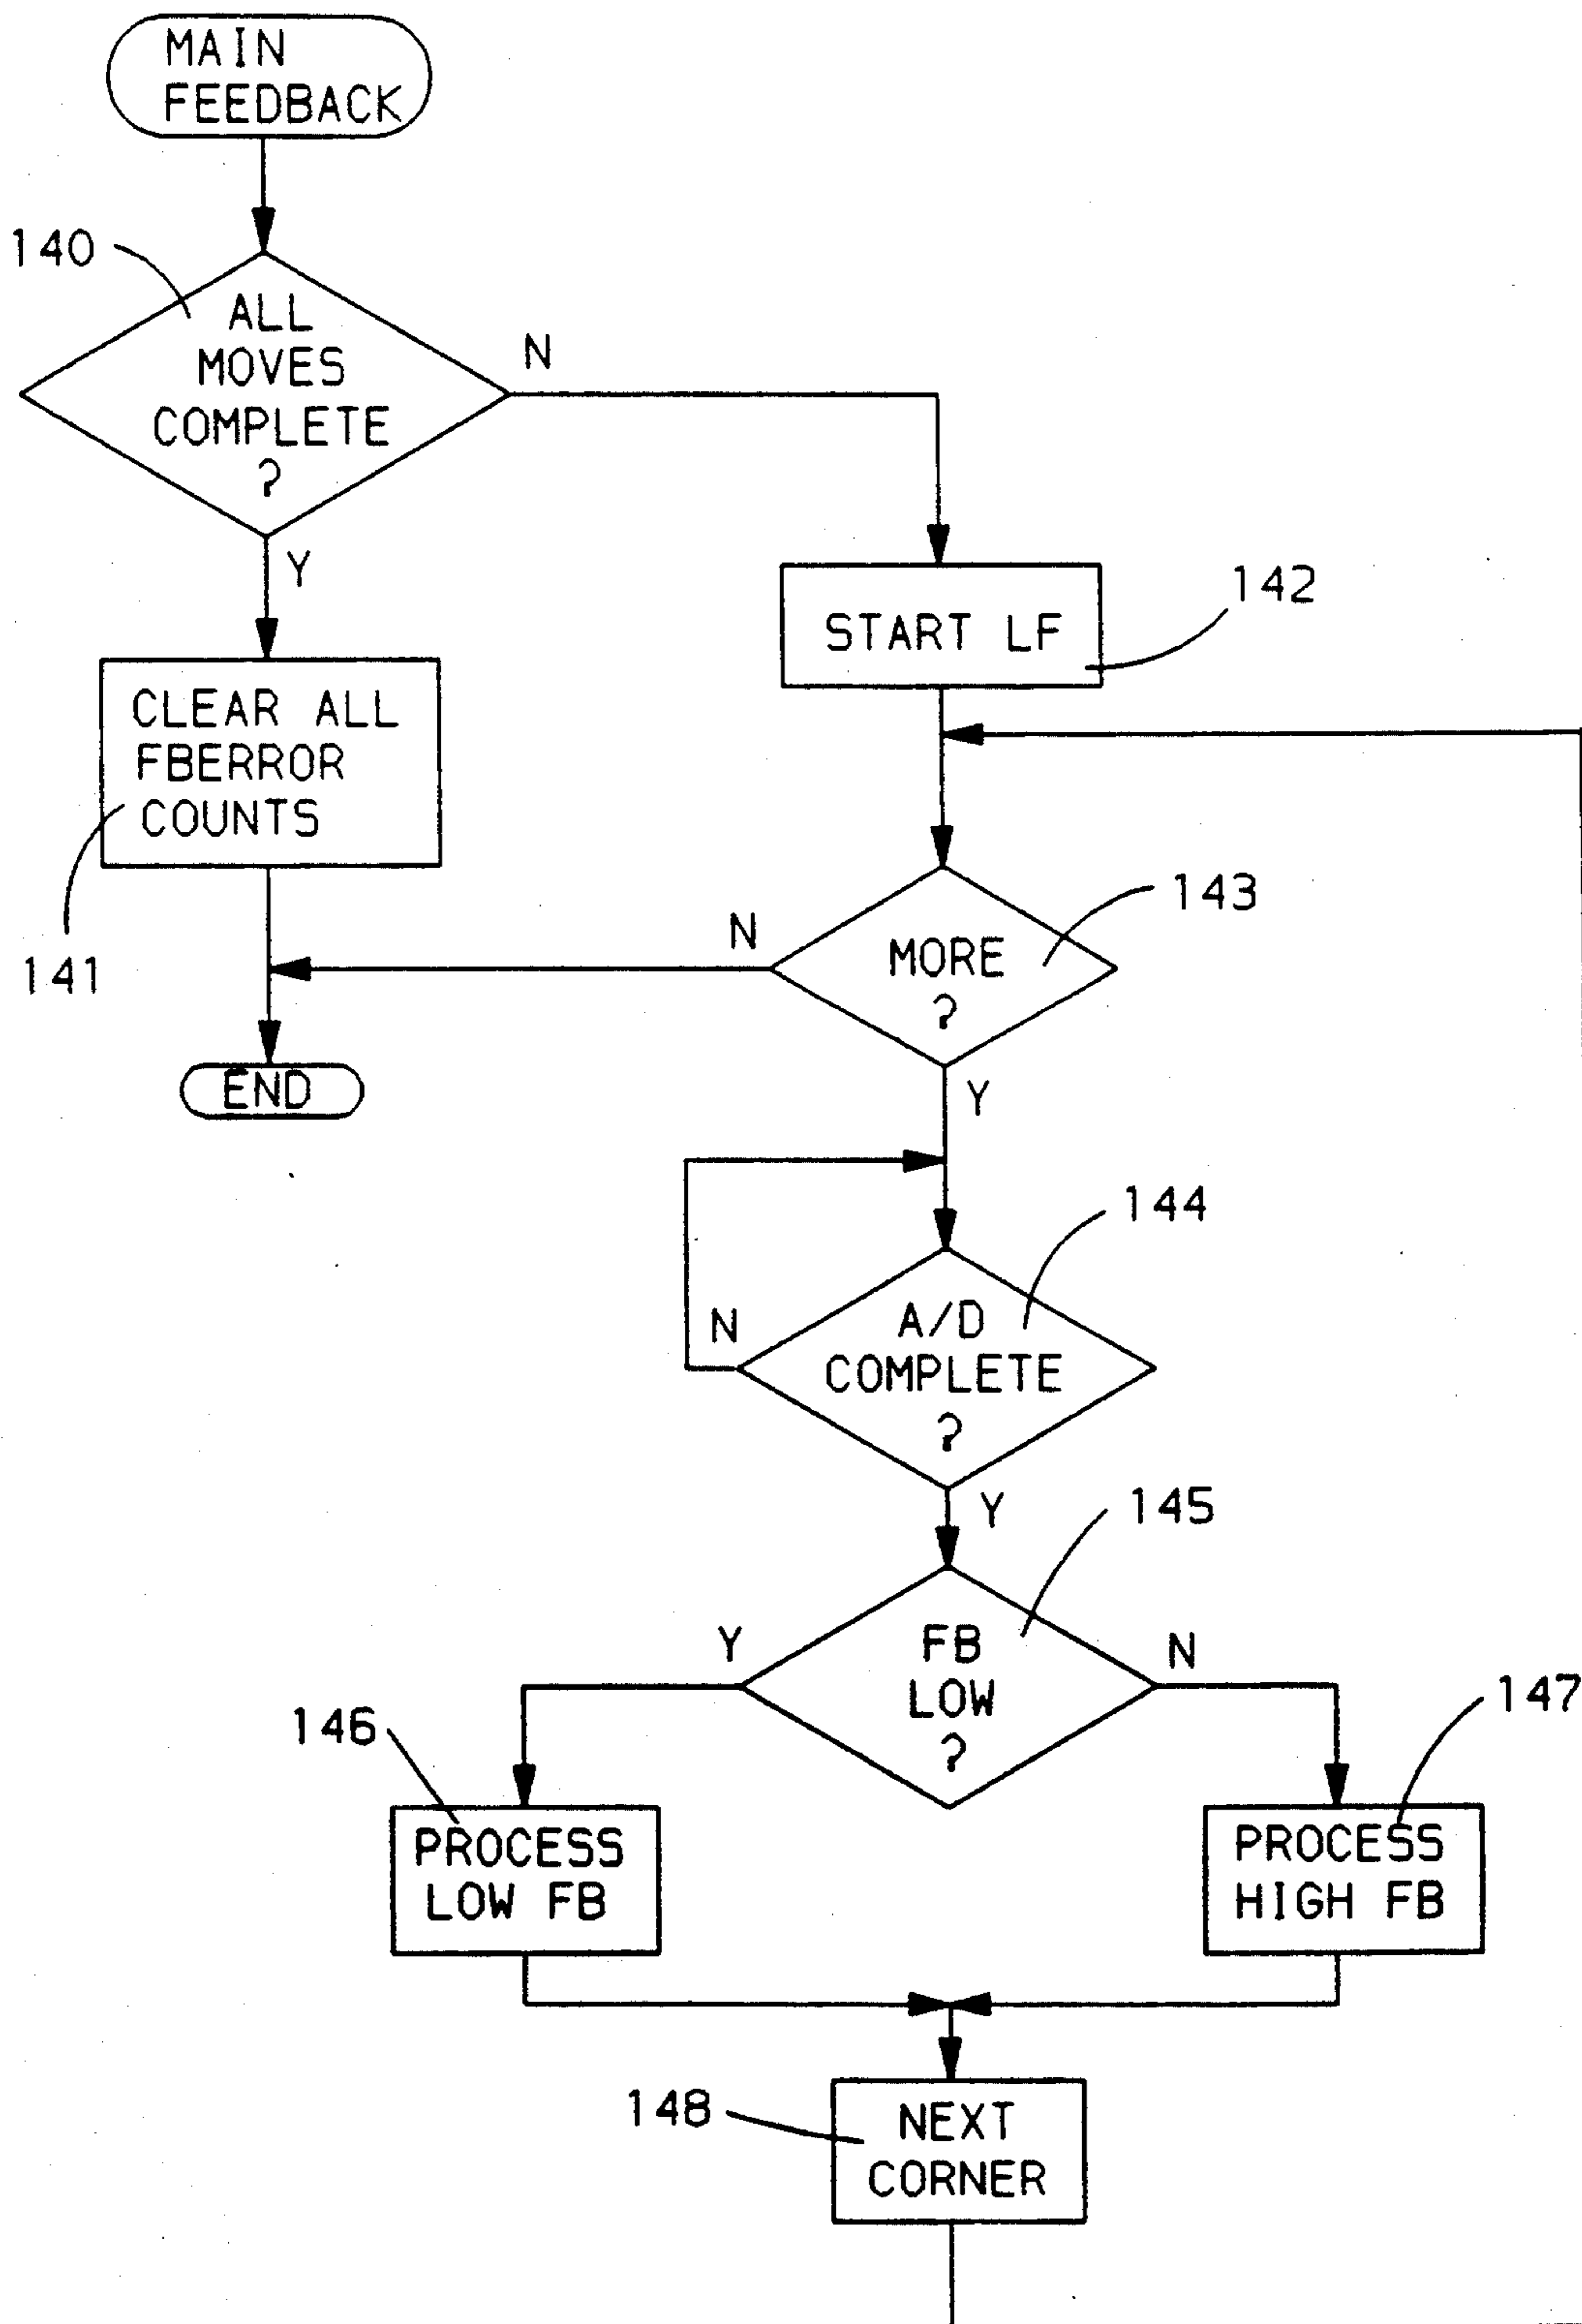 MAIN
FEEDBACK
140
ALL
MOVES
COMPLETE
?
N
Y
142
START LF
CLEAR ALL
FBERROR
COUNTS
141
143
N
MORE
?
END
Y
144
N
A/D
COMPLETE
?
Y
145
Y
FB
LOW
?
N
146
147
PROCESS
LOW FB
PROCESS
HIGH FB
148
NEXT
CORNER